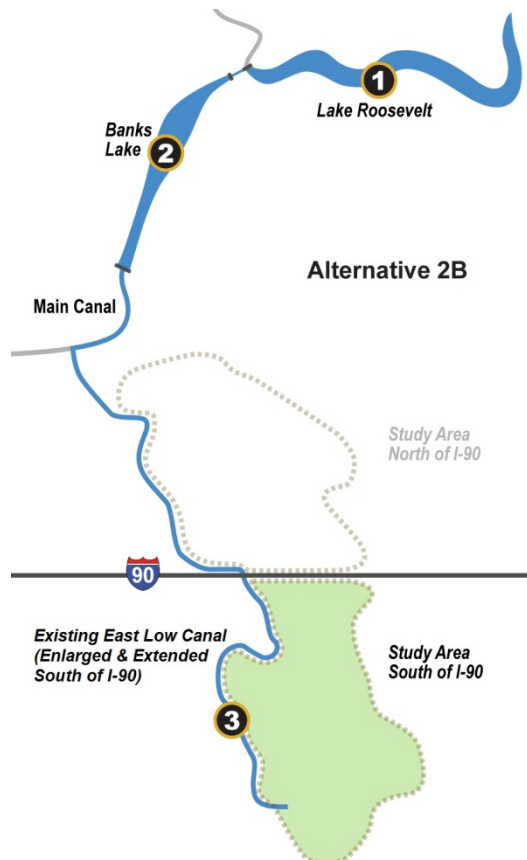 1
Lake Roosevelt
Banks
Lake
2
Alternative 2B
Main Canal
Study Area
North of I-90
90
Existing East Low Canal
(Enlarged & Extended
South of I-90)
Study Area
South of I-90
3